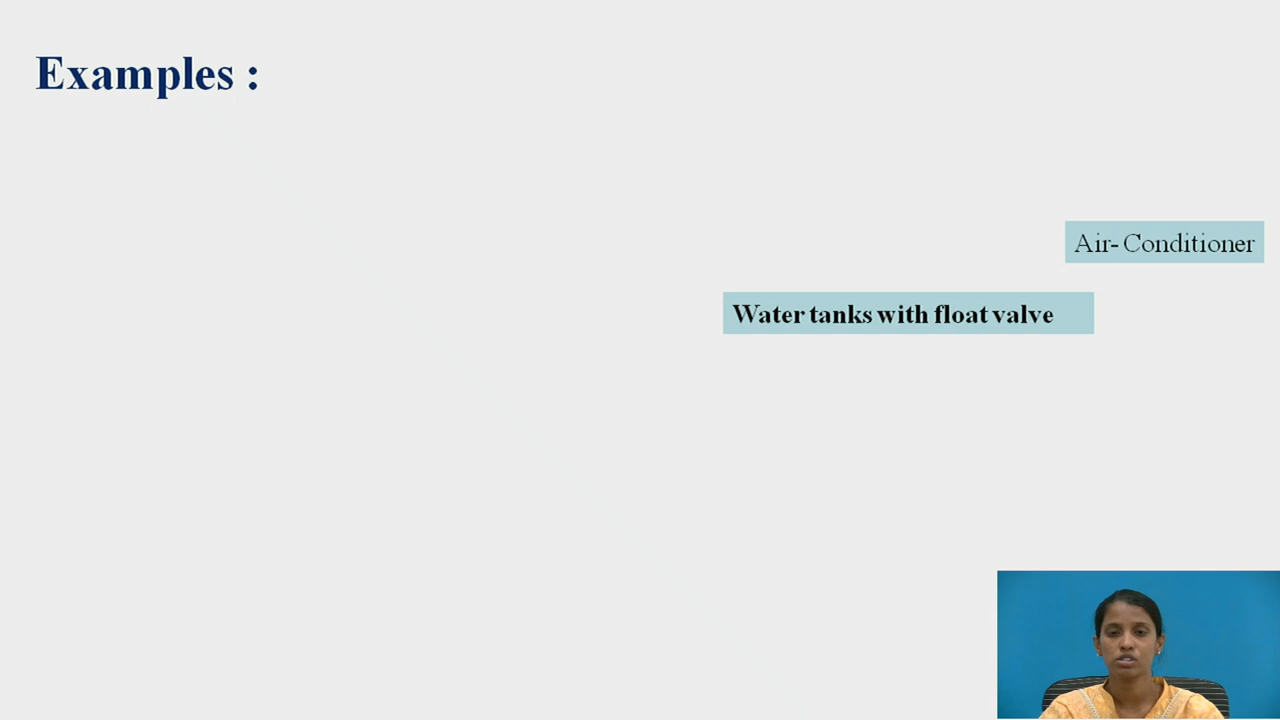 Examples :
Air- Conditioner
Water tanks with float valve